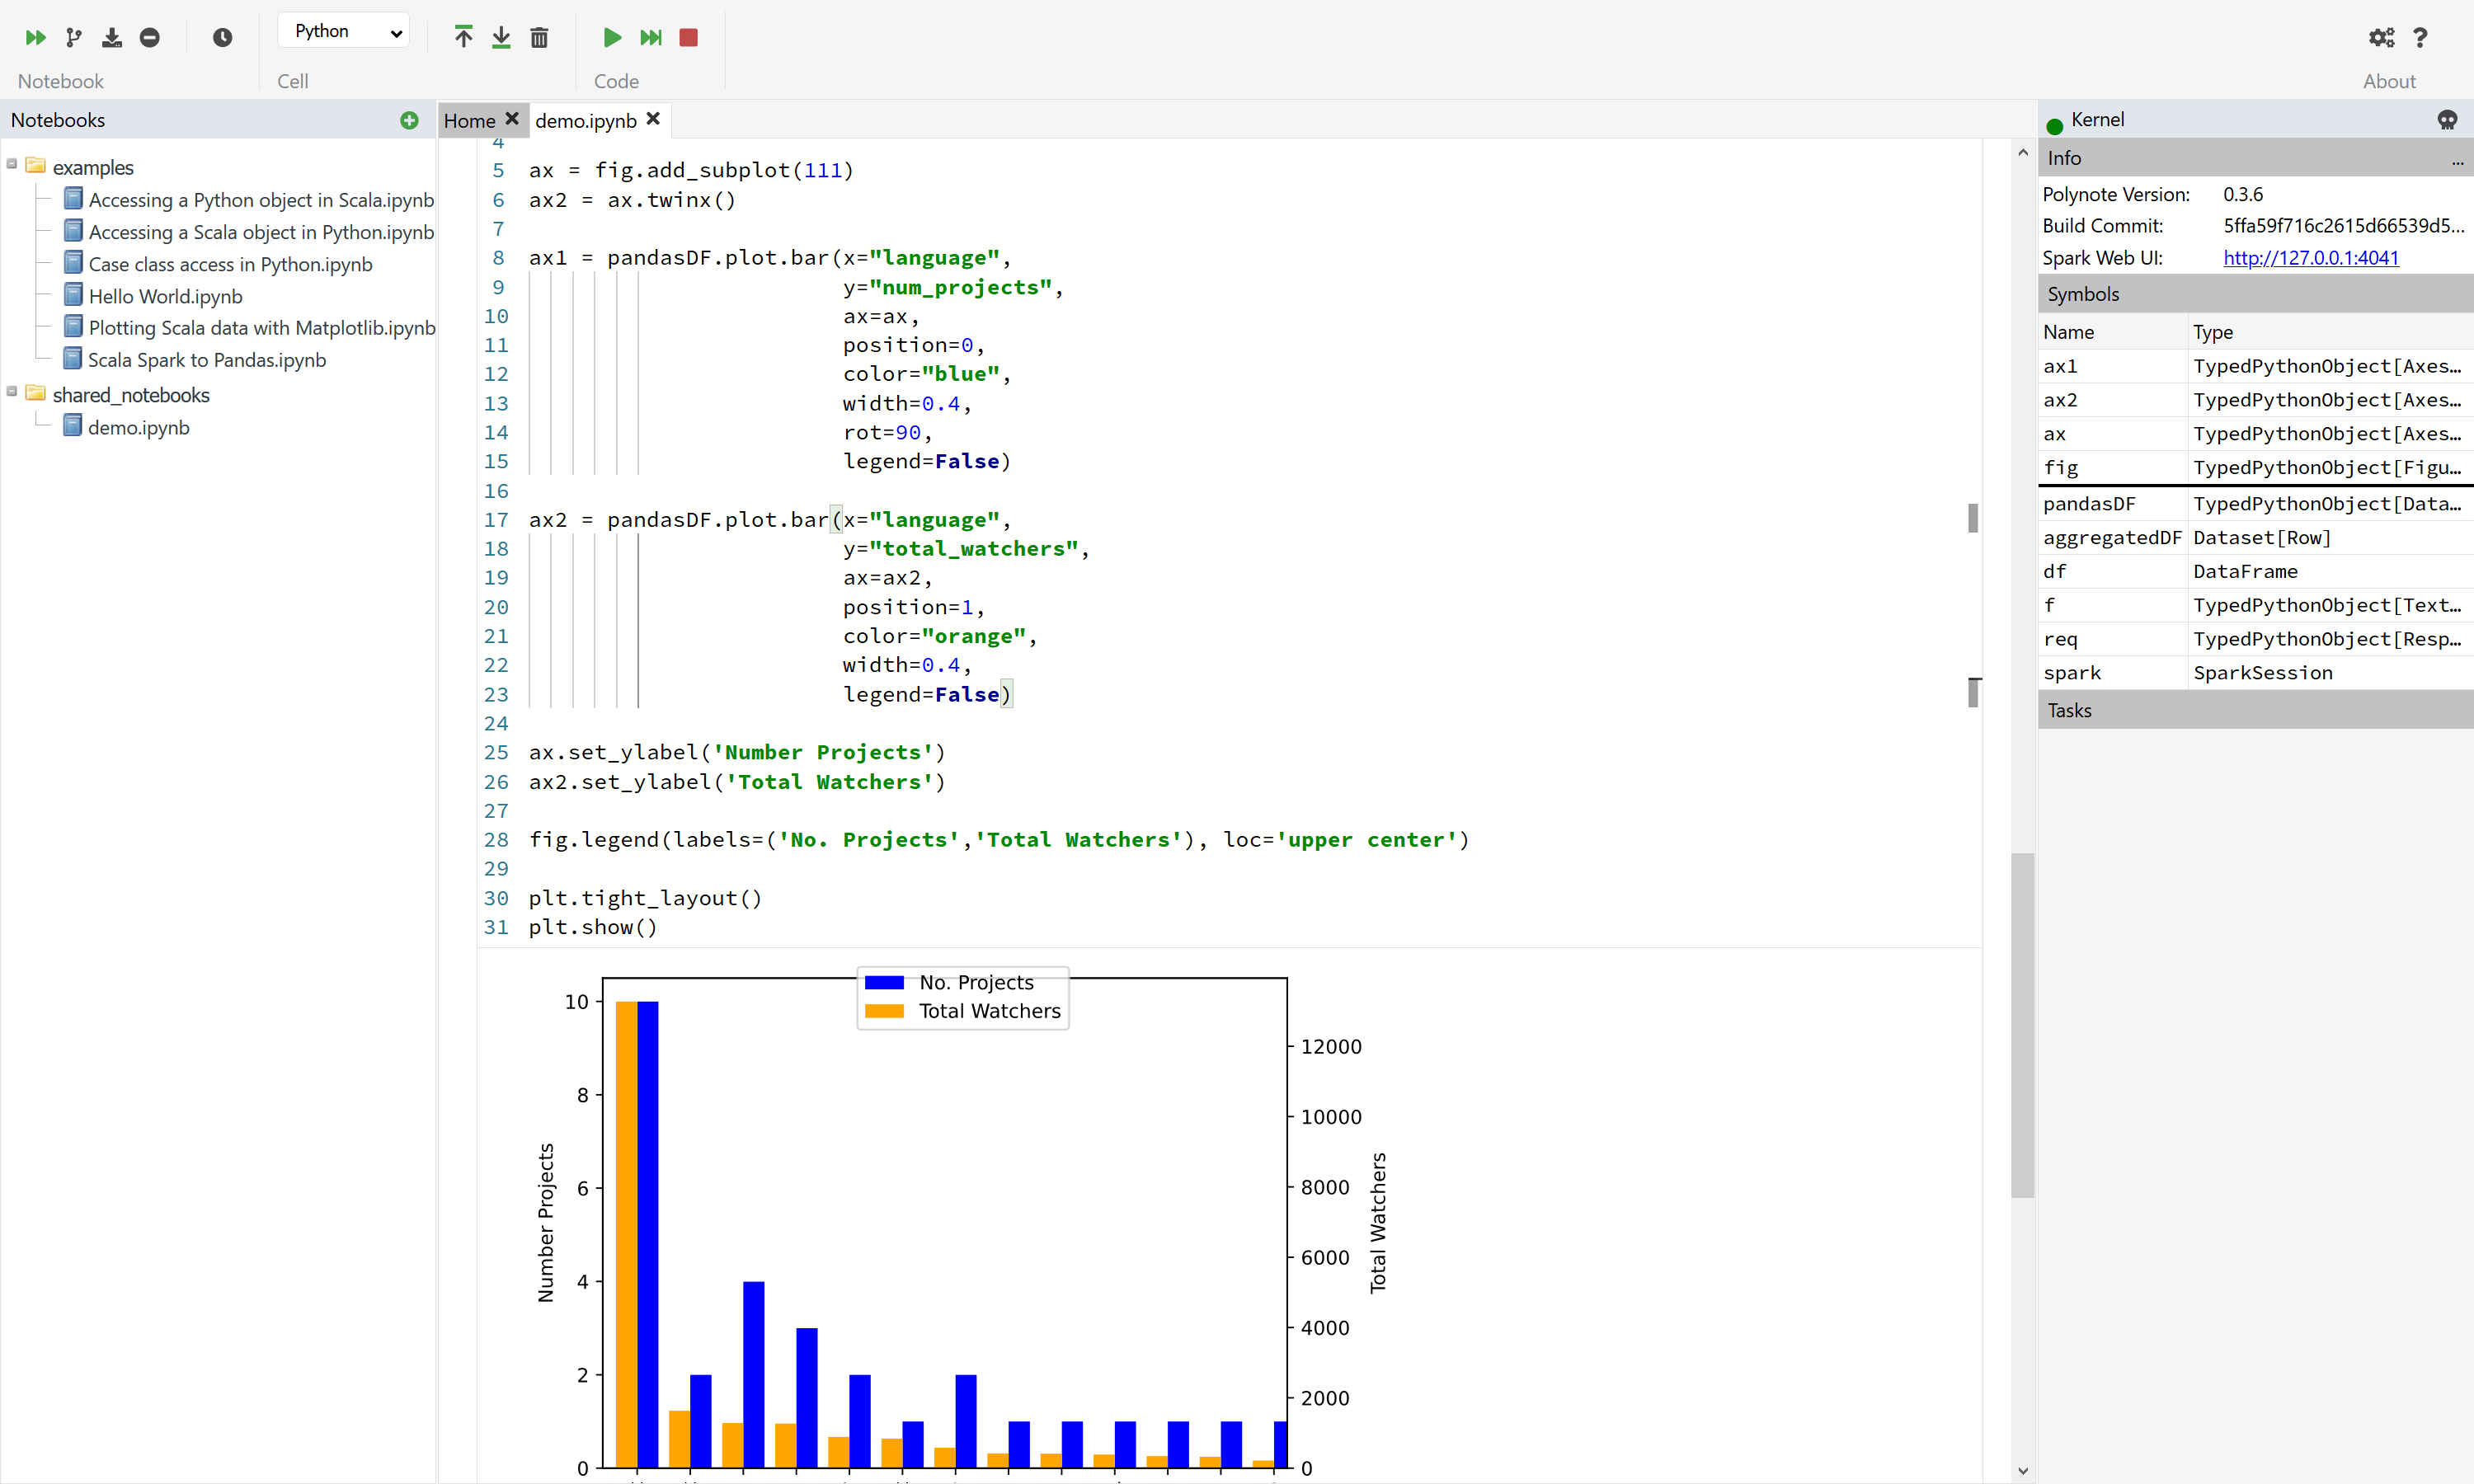 Python
Notebook
Cell
Code
About
Notebooks
examples
Accessing a Python object in Scala.ipynb
Accessing a Scala object in Python.ipynb
Case class access in Python.ipynb
Hello World.ipynb
Plotting Scala data with Matplotlib.ipynb
Scala Spark to Pandas.ipynb
shared_notebooks
demo.ipynb
Home
demo.ipynb
4
5 ax = fig.add_subplot(111)
6 ax2 = ax.twinx()
7
8 ax1 = pandasDF.plot.bar(x="language",
9 y="num_projects",
10 ax=ax,
11 position=0,
12 color="blue",
13 width=0.4,
14 rot=90,
15 legend=False)
16
17 ax2 = pandasDF.plot.bar(x="language",
18 y="total_watchers",
19 ax=ax2,
20 position=1,
21 color="orange",
22 width=0.4,
23 legend=False)
24
25 ax.set_ylabel('Number Projects')
26 ax2.set_ylabel('Total Watchers')
27
28 fig.legend(labels=('No. Projects','Total Watchers'), loc='upper center')
29
30 plt.tight_layout()
31 plt.show()
No. Projects
Total Watchers
10
8
6
4
2
0
Number Projects
12000
10000
8000
6000
4000
2000
0
Total Watchers
Kernel
Info ...
Polynote Version: 0.3.6
Build Commit: 5ffa59f716c2615d66539d5...
Spark Web UI: http://127.0.0.1:4041
Symbols
Name Type
ax1 TypedPythonObject[Axes…
ax2 TypedPythonObject[Axes…
ax TypedPythonObject[Axes…
fig TypedPythonObject[Figu…
pandasDF TypedPythonObject[Data…
aggregatedDF Dataset[Row]
df DataFrame
f TypedPythonObject[Text…
req TypedPythonObject[Resp…
spark SparkSession
Tasks